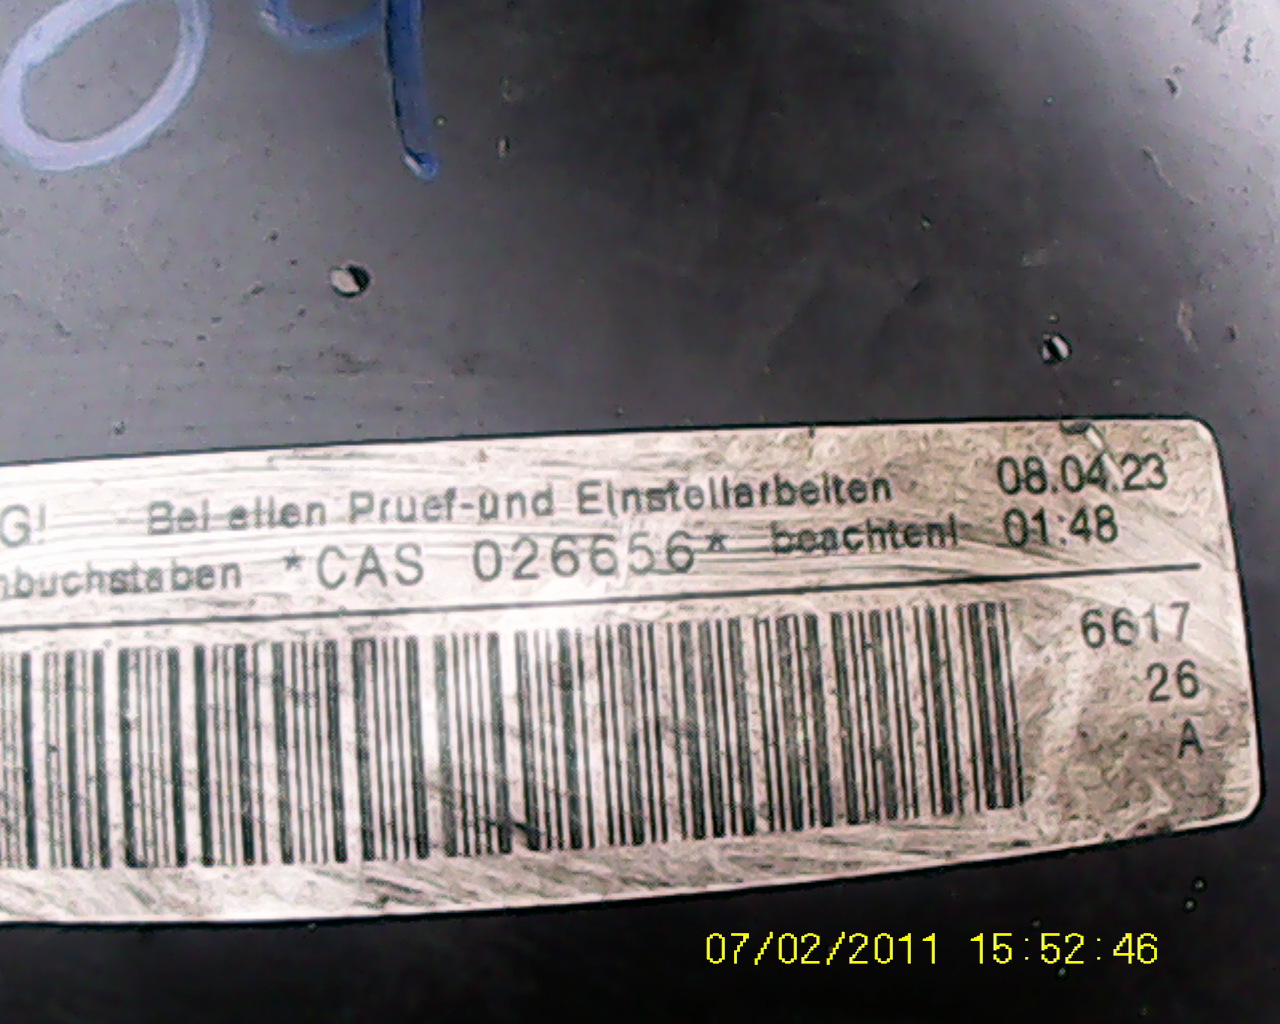 G! Bei allen Pruef-und Einstellarbeiten 08.04.23
nbuchstaben *CAS 026656* beachten! 01:48
6617
26
A
07/02/2011 15:52:46